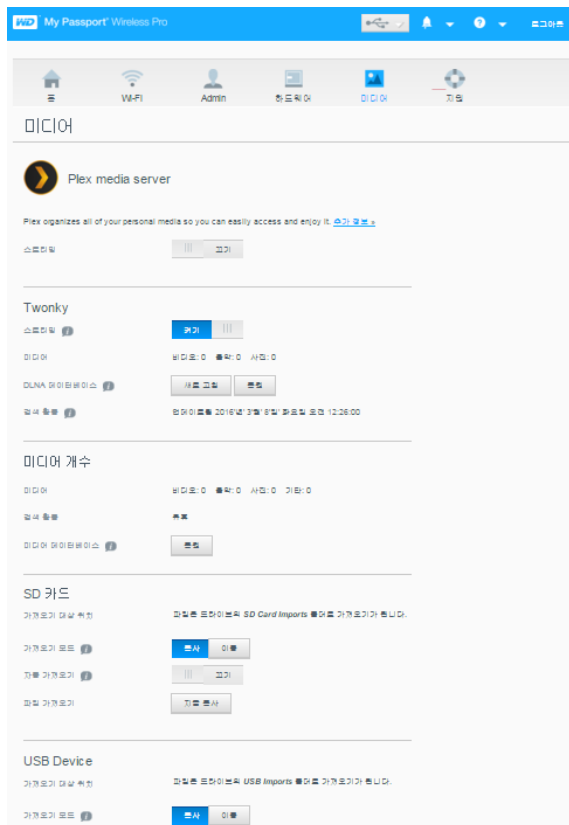 WD My Passport® Wireless Pro 로그아웃
홈 Wi-Fi Admin 하드웨어 미디어 지원
미디어
Plex media server
Plex organizes all of your personal media so you can easily access and enjoy it. 추가 정보 »
스트리밍 끄기
Twonky
스트리밍 켜기
미디어 비디오: 0 음악: 0 사진: 0
DLNA 데이터베이스 새로 고침 통합
검색 활동 업데이트됨 2016'년' 3'월' 8'일' 화요일 오전 12:26:00
미디어 개수
미디어 비디오: 0 음악: 0 사진: 0 기타: 0
검색 활동
미디어 데이터베이스
SD 카드
가져오기 대상 위치 파일은 드라이브의 SD Card Imports 폴더로 가져오기가 됩니다.
가져오기 모드 복사 이동
자동 가져오기 끄기
파일 가져오기 지금 복사
USB Device
가져오기 대상 위치 파일은 드라이브의 USB Imports 폴더로 가져오기가 됩니다.
가져오기 모드 복사 이동